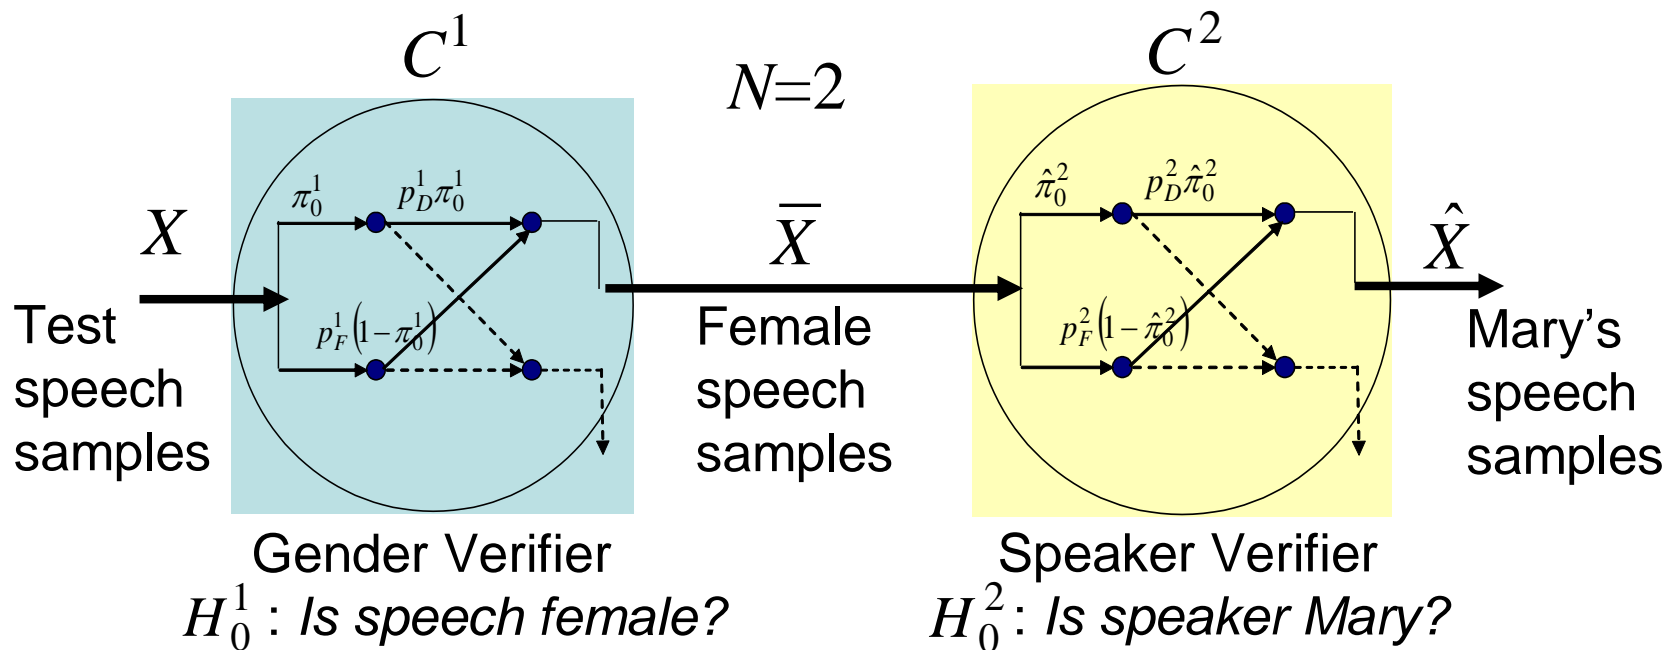 C^1
N=2
C^2
π_0^1
p_D^1 π_0^1
p_F^1 (1 − π_0^1)
X
Test
speech
samples
X̄
Female
speech
samples
π̂_0^2
p_D^2 π̂_0^2
p_F^2 (1 − π̂_0^2)
X̂
Mary's
speech
samples
Gender Verifier
H_0^1 : Is speech female?
Speaker Verifier
H_0^2 : Is speaker Mary?